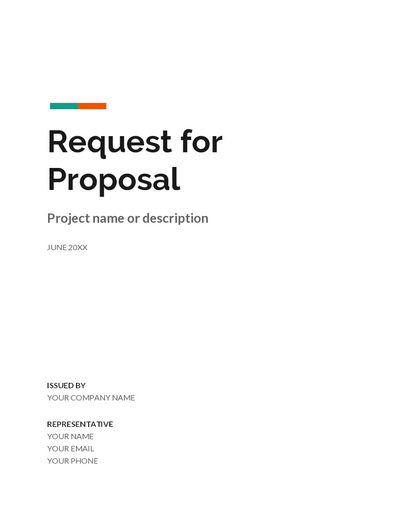 Request for
Proposal
Project name or description
JUNE 20XX
ISSUED BY
YOUR COMPANY NAME
REPRESENTATIVE
YOUR NAME
YOUR EMAIL
YOUR PHONE